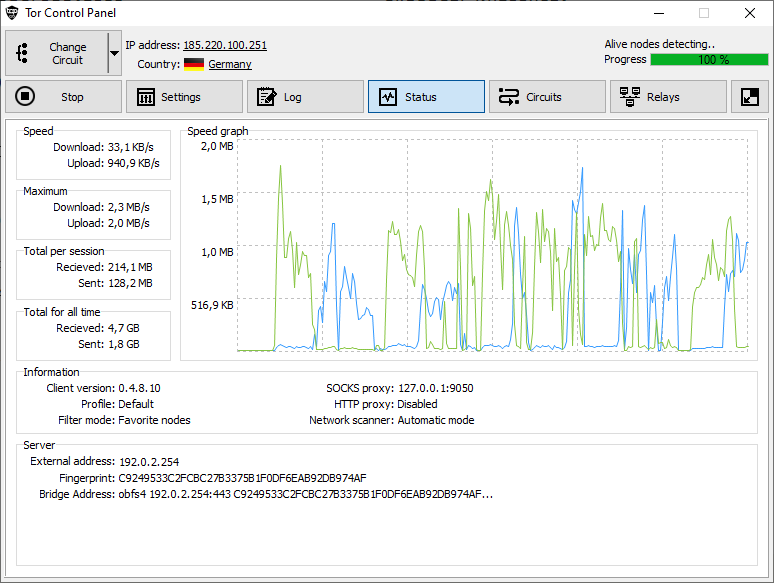 Tor Control Panel
Change Circuit
IP address: 185.220.100.251
Country: Germany
Alive nodes detecting..
Progress 100 %
Stop
Settings
Log
Status
Circuits
Relays
Speed
Download: 33,1 KB/s
Upload: 940,9 KB/s
Maximum
Download: 2,3 MB/s
Upload: 2,0 MB/s
Total per session
Recieved: 214,1 MB
Sent: 128,2 MB
Total for all time
Recieved: 4,7 GB
Sent: 1,8 GB
Speed graph
2,0 MB
1,5 MB
1,0 MB
516,9 KB
Information
Client version: 0.4.8.10
Profile: Default
Filter mode: Favorite nodes
SOCKS proxy: 127.0.0.1:9050
HTTP proxy: Disabled
Network scanner: Automatic mode
Server
External address: 192.0.2.254
Fingerprint: C9249533C2FCBC27B3375B1F0DF6EAB92DB974AF
Bridge Address: obfs4 192.0.2.254:443 C9249533C2FCBC27B3375B1F0DF6EAB92DB974AF...